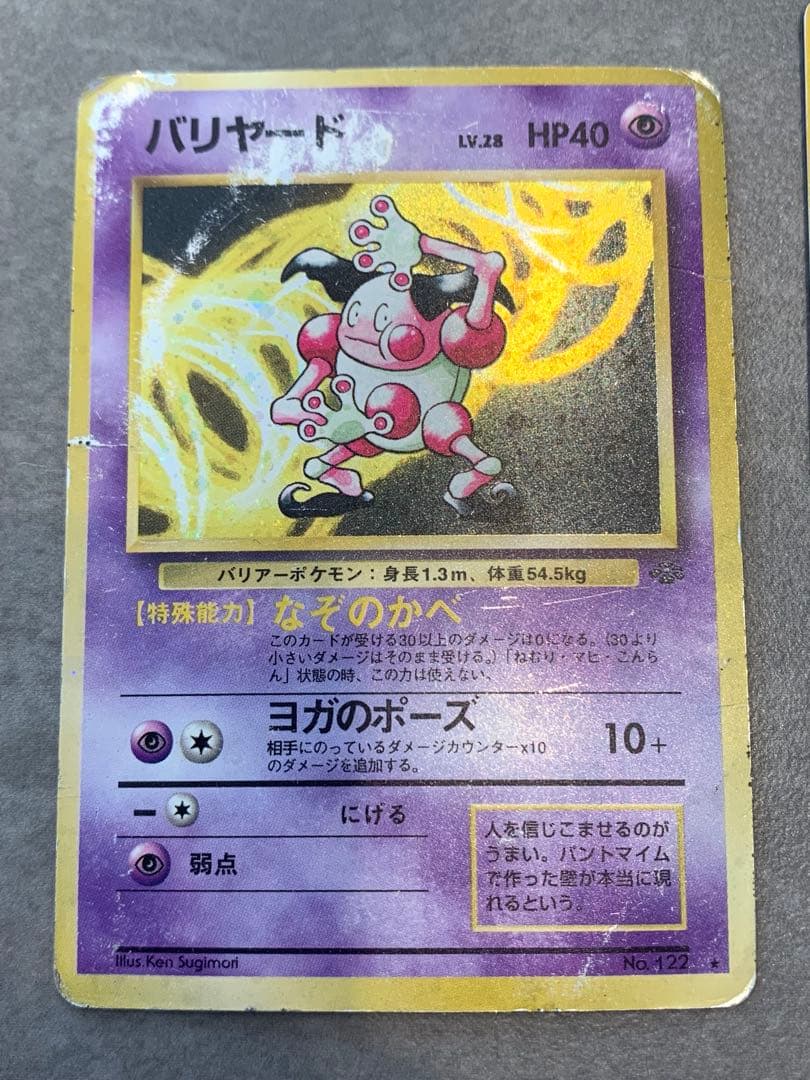 バリヤード LV.28 HP40
バリアーポケモン：身長1.3m、体重54.5kg
【特殊能力】なぞのかべ
このカードが受ける30以上のダメージは0になる。（30より
小さいダメージはそのまま受ける。）「ねむり・マヒ・こんら
ん」状態の時、この力は使えない、
ヨガのポーズ 10+
相手にのっているダメージカウンター×10
のダメージを追加する。
ー にげる
弱点
人を信じこませるのが
うまい。パントマイム
で作った壁が本当に現
れるという。
Illus. Ken Sugimori No. 122 ★